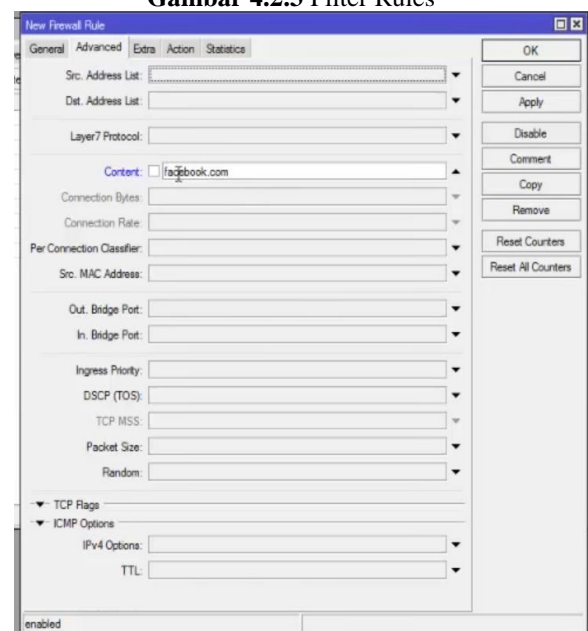 Gambar 4.2.3 Filter Rules
New Firewall Rule
General Advanced Extra Action Statistics
Src. Address List:
Dst. Address List:
Layer7 Protocol:
Content: facebook.com
Connection Bytes:
Connection Rate:
Per Connection Classifier:
Src. MAC Address:
Out. Bridge Port:
In. Bridge Port:
Ingress Priority:
DSCP (TOS):
TCP MSS:
Packet Size:
Random:
TCP Flags
ICMP Options
IPv4 Options:
TTL:
OK
Cancel
Apply
Disable
Comment
Copy
Remove
Reset Counters
Reset All Counters
enabled